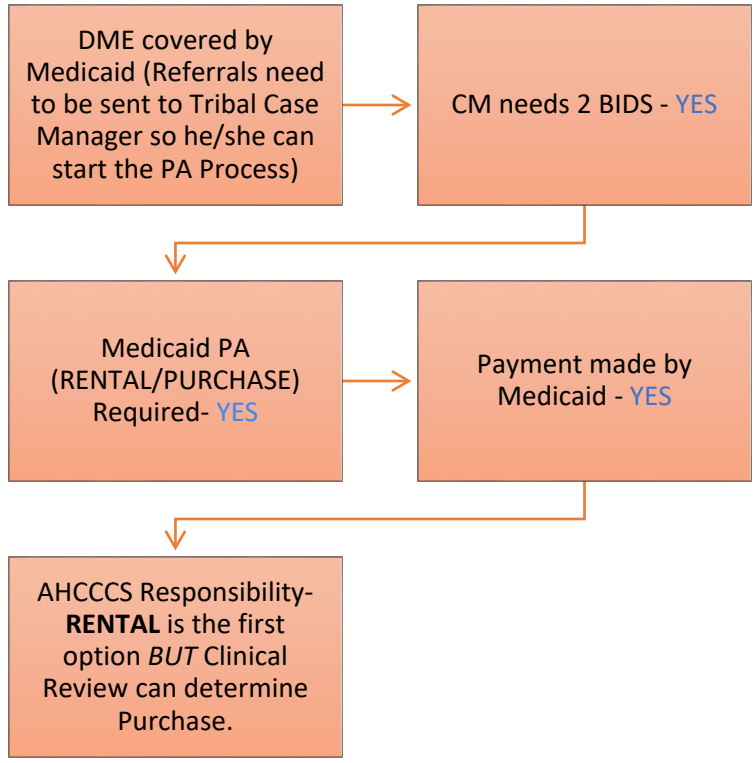 DME covered by
Medicaid (Referrals need
to be sent to Tribal Case
Manager so he/she can
start the PA Process)
CM needs 2 BIDS - YES
Medicaid PA
(RENTAL/PURCHASE)
Required- YES
Payment made by
Medicaid - YES
AHCCCS Responsibility-
RENTAL is the first
option BUT Clinical
Review can determine
Purchase.